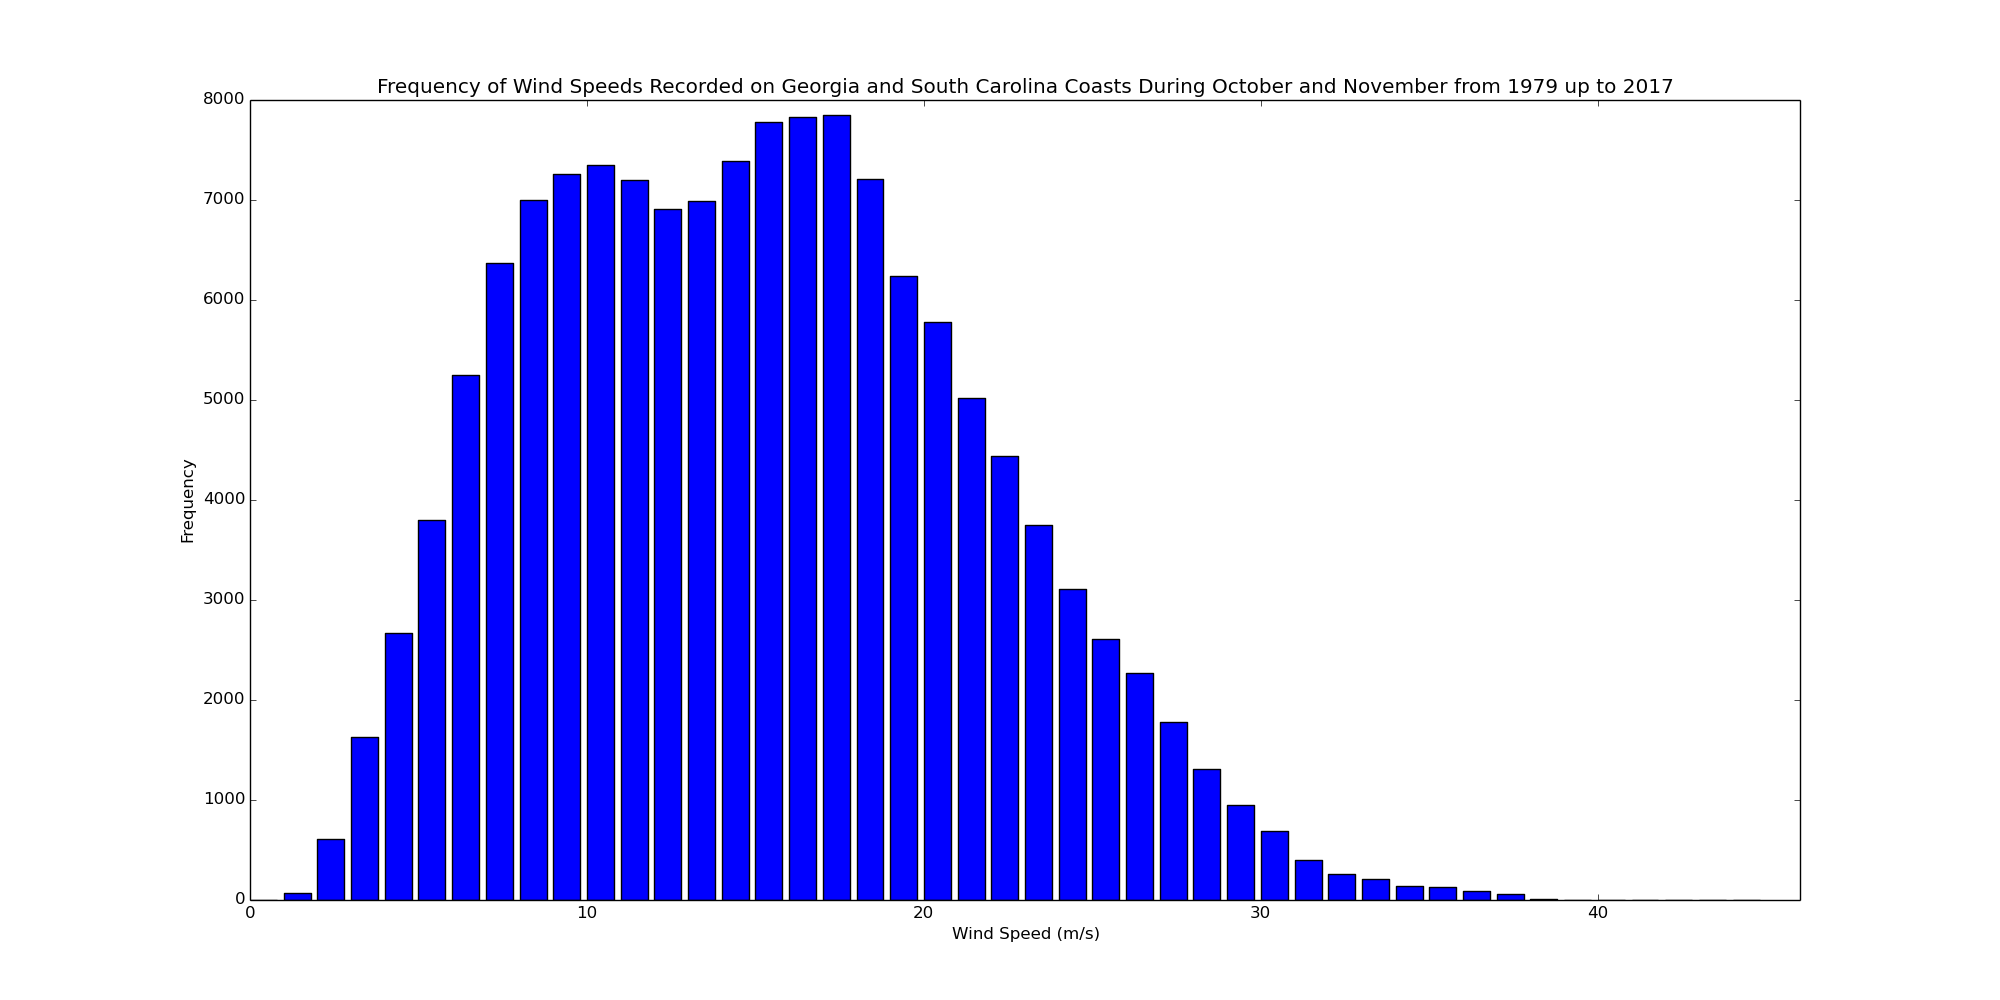 Frequency of Wind Speeds Recorded on Georgia and South Carolina Coasts During October and November from 1979 up to 2017
8000
7000
6000
5000
4000
3000
2000
1000
0
Frequency
0 10 20 30 40
Wind Speed (m/s)